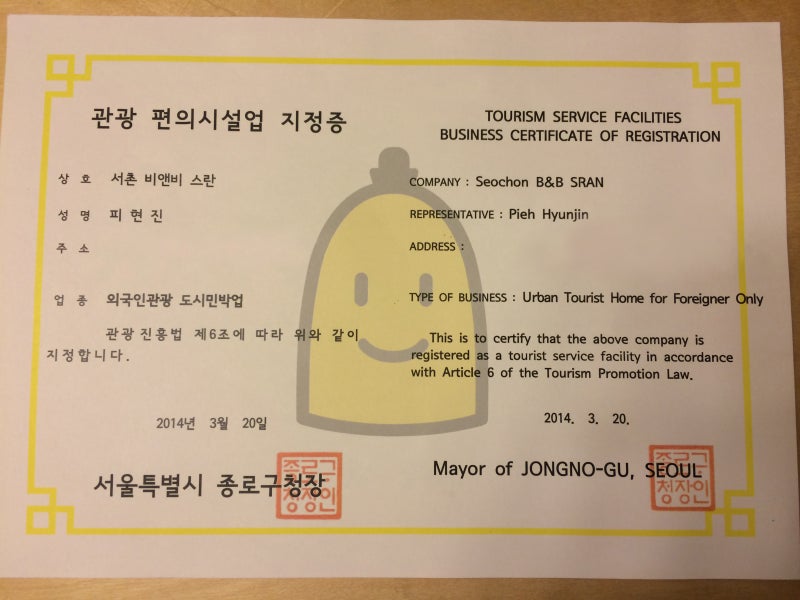 관광 편의시설업 지정증
상 호 서촌 비앤비 스란
성 명 피 현 진
주 소
업 종 외국인관광 도시민박업
관광 진흥법 제6조에 따라 위와 같이
지정합니다.
2014년 3월 20일
서울특별시 종로구청장
종로구
청장인
TOURISM SERVICE FACILITIES
BUSINESS CERTIFICATE OF REGISTRATION
COMPANY : Seochon B&B SRAN
REPRESENTATIVE : Pieh Hyunjin
ADDRESS :
TYPE OF BUSINESS : Urban Tourist Home for Foreigner Only
This is to certify that the above company is
registered as a tourist service facility in accordance
with Article 6 of the Tourism Promotion Law.
2014. 3. 20.
Mayor of JONGNO-GU, SEOUL
종로구
청장인